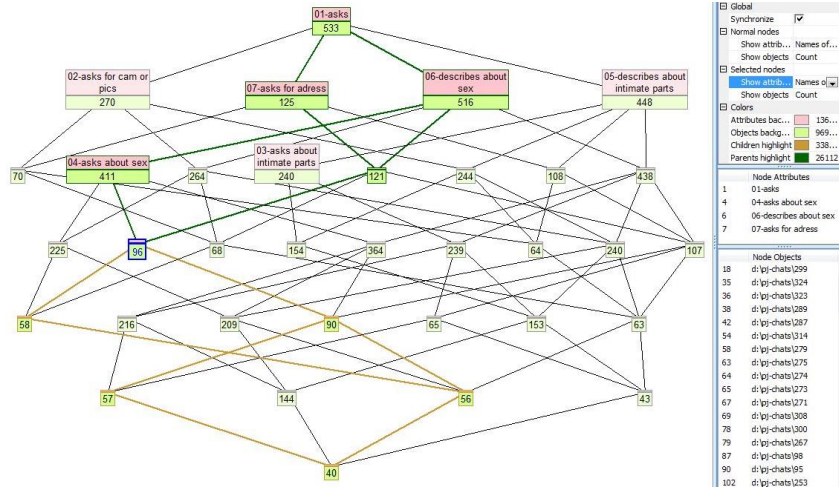 01-asks
533
02-asks for cam or
pics
270
07-asks for adress
125
06-describes about
sex
516
05-describes about
intimate parts
448
70
04-asks about sex
411
264
03-asks about
intimate parts
240
121
244
108
438
225
96
68
154
364
239
64
240
107
58
216
209
90
65
153
63
57
144
56
43
40
Global
Synchronize
Normal nodes
Show attrib... Names of...
Show objects Count
Selected nodes
Show attrib... Names o
Show objects Count
Colors
Attributes bac... 136...
Objects backg... 969...
Children highlight 338...
Parents highlight 26112
Node Attributes
1 01-asks
4 04-asks about sex
6 06-describes about sex
7 07-asks for adress
Node Objects
18 d:\pj-chats\299
35 d:\pj-chats\324
36 d:\pj-chats\323
38 d:\pj-chats\289
42 d:\pj-chats\287
54 d:\pj-chats\314
58 d:\pj-chats\279
63 d:\pj-chats\275
64 d:\pj-chats\274
65 d:\pj-chats\273
67 d:\pj-chats\271
69 d:\pj-chats\308
78 d:\pj-chats\300
79 d:\pj-chats\267
87 d:\pj-chats\98
90 d:\pj-chats\95
102 d:\pj-chats\253